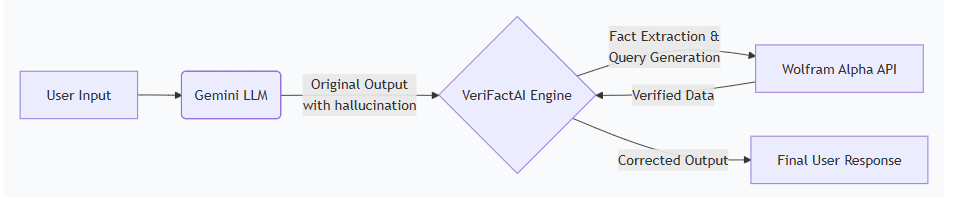 User Input
Gemini LLM
Original Output
with hallucination
VeriFactAI Engine
Fact Extraction &
Query Generation
Wolfram Alpha API
Verified Data
Corrected Output
Final User Response